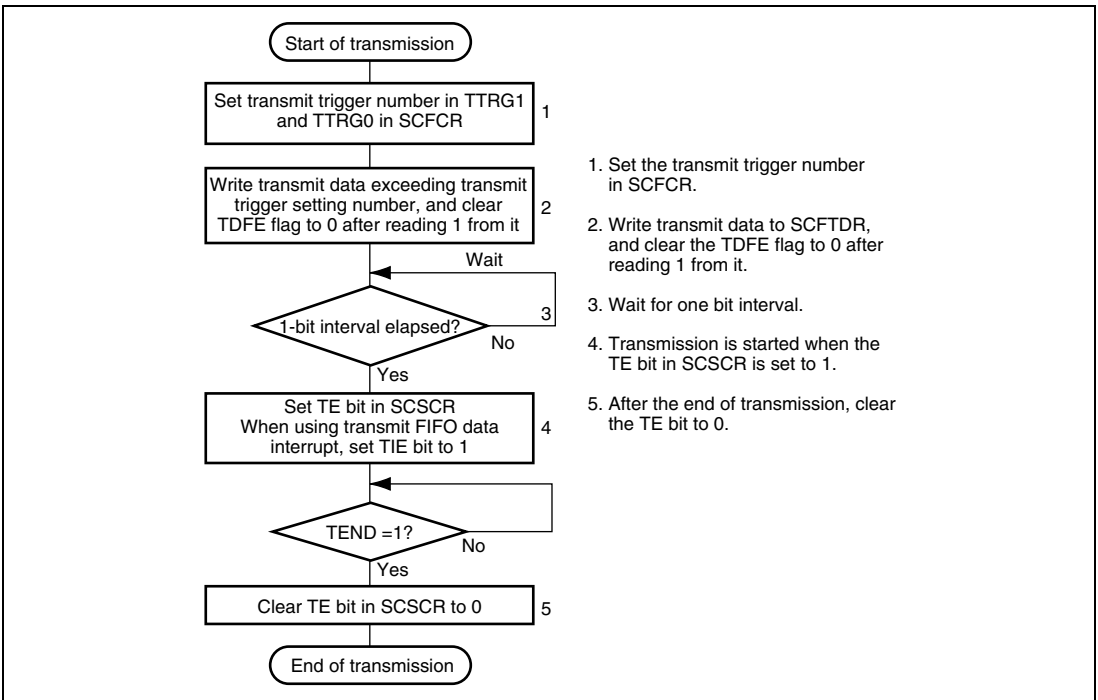 Start of transmission
Set transmit trigger number in TTRG1
and TTRG0 in SCFCR
1
Write transmit data exceeding transmit
trigger setting number, and clear
TDFE flag to 0 after reading 1 from it
2
Wait
1-bit interval elapsed?
3
No
Yes
Set TE bit in SCSCR
When using transmit FIFO data
interrupt, set TIE bit to 1
4
TEND =1?
No
Yes
Clear TE bit in SCSCR to 0
5
End of transmission
1. Set the transmit trigger number
in SCFCR.
2. Write transmit data to SCFTDR,
and clear the TDFE flag to 0 after
reading 1 from it.
3. Wait for one bit interval.
4. Transmission is started when the
TE bit in SCSCR is set to 1.
5. After the end of transmission, clear
the TE bit to 0.